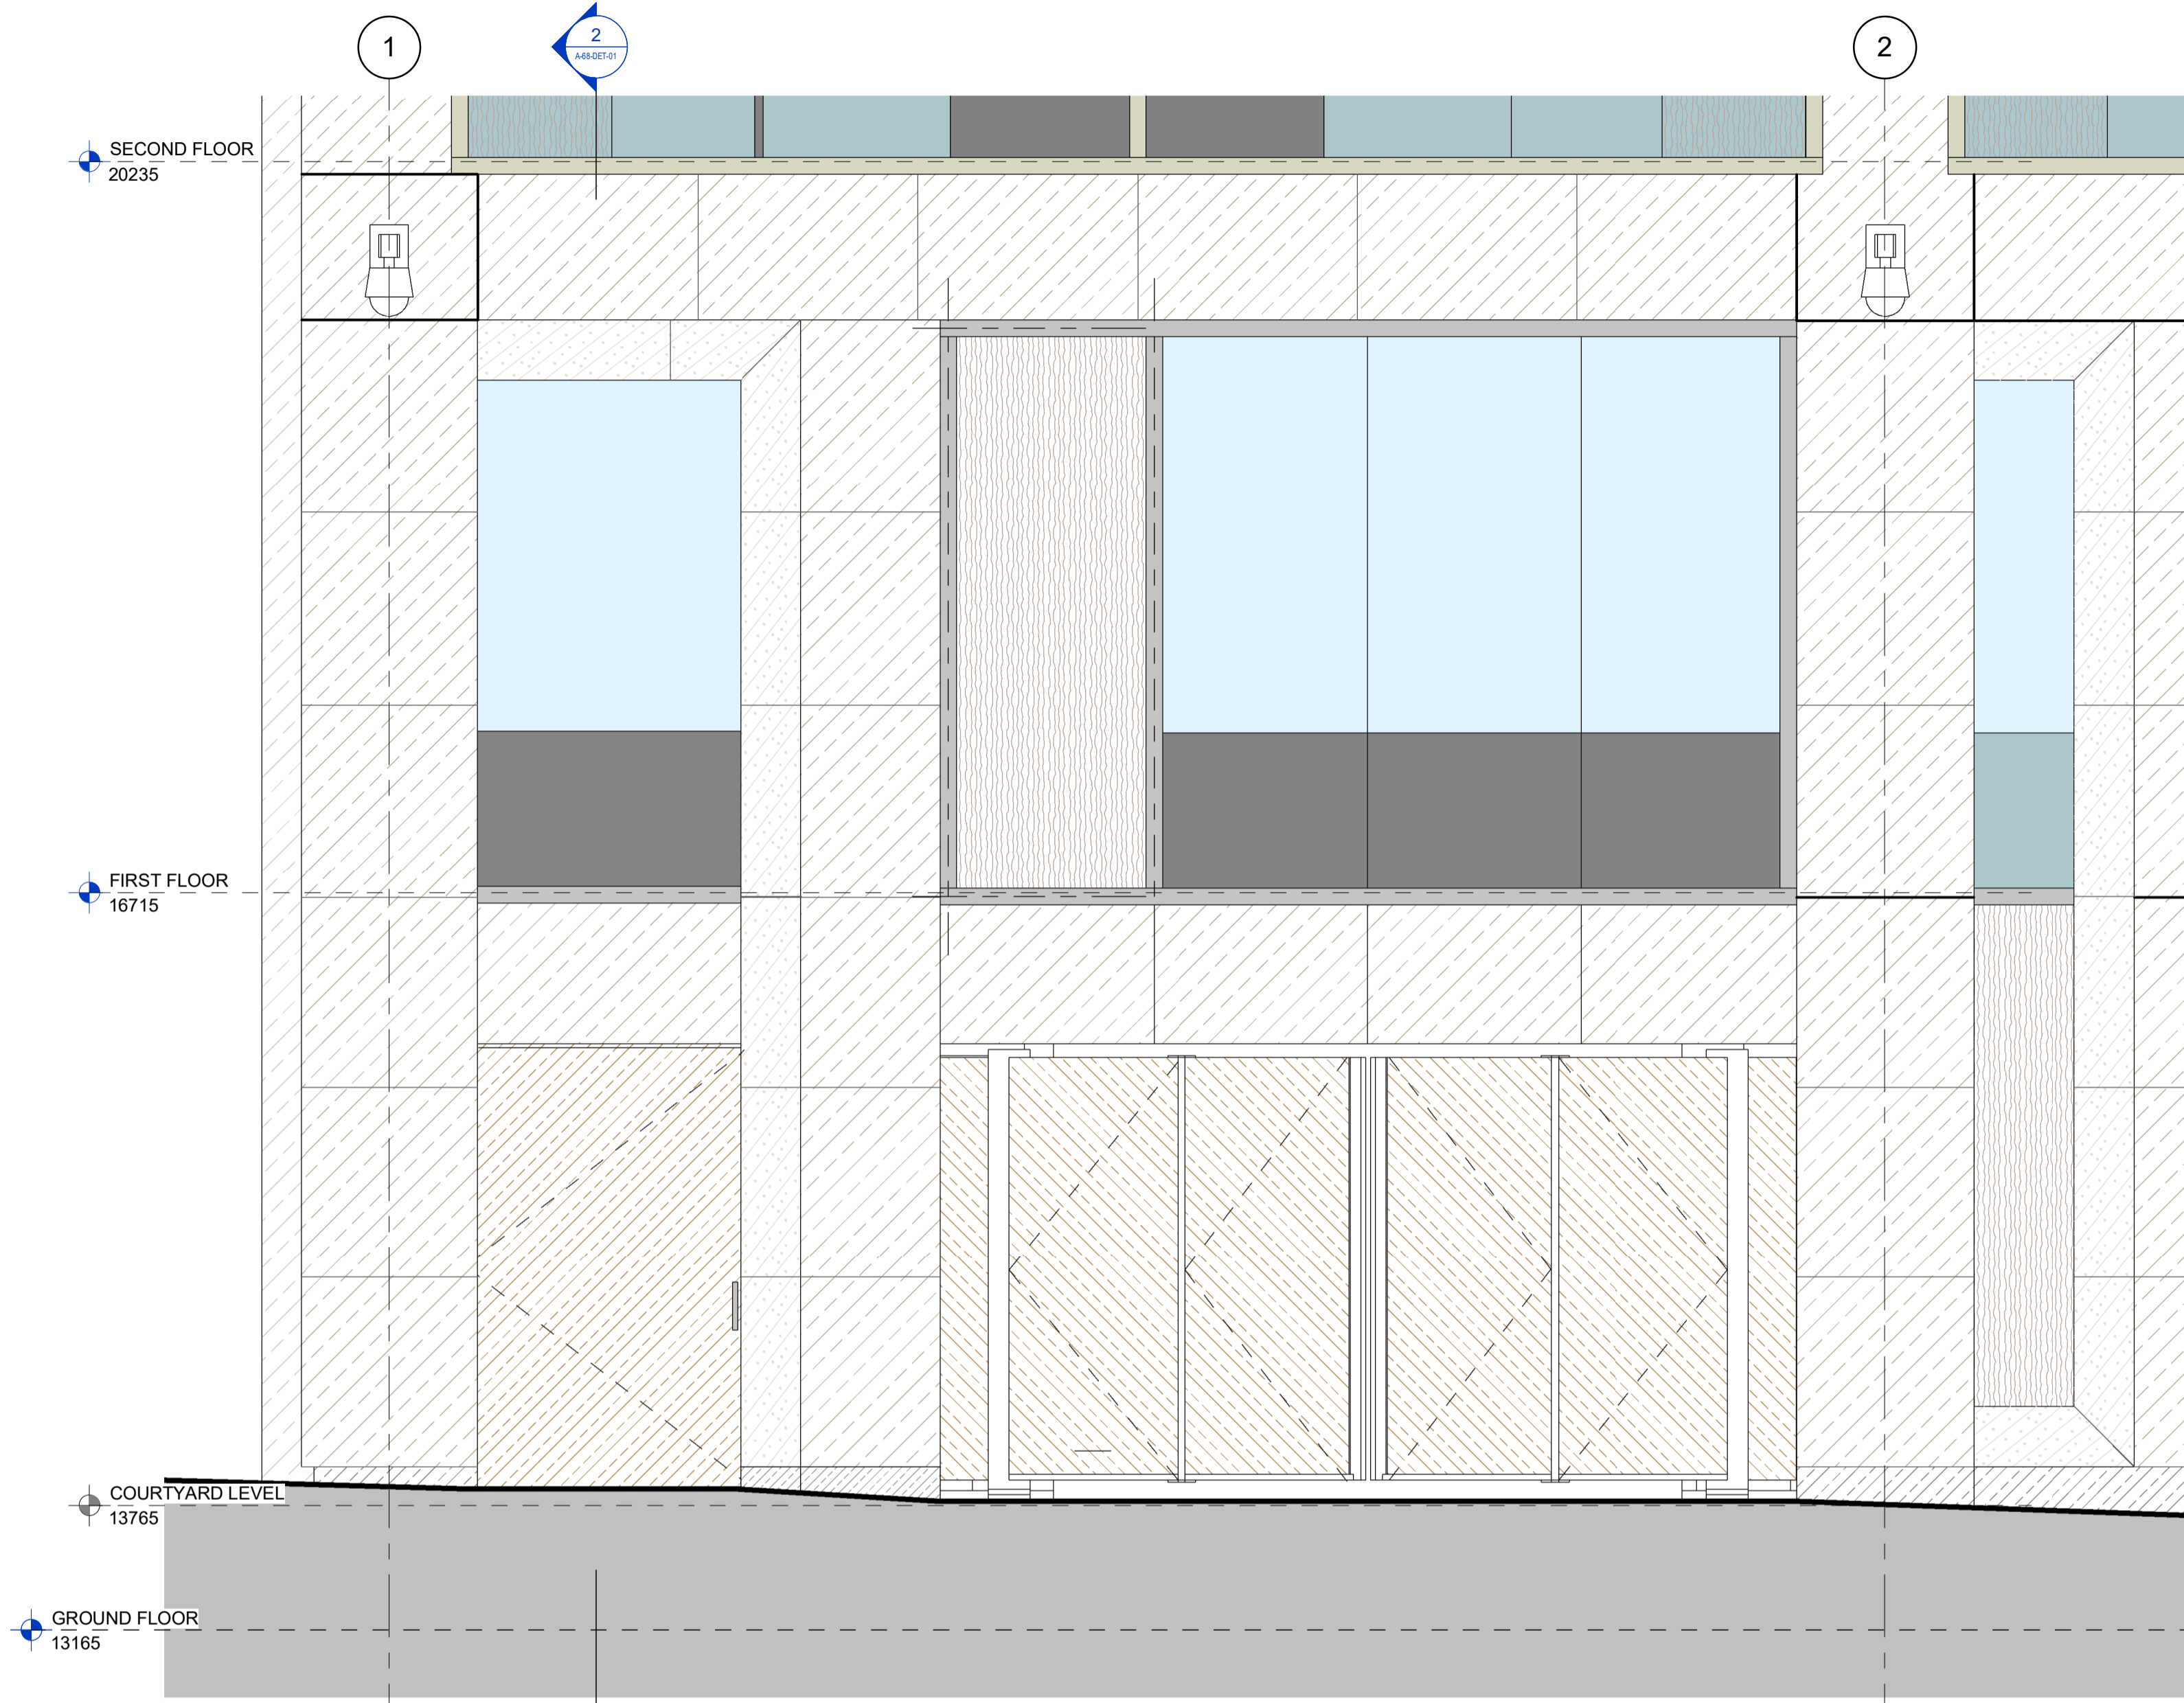 1
2
A-68-DET-01
2
SECOND FLOOR
20235
FIRST FLOOR
16715
COURTYARD LEVEL
13765
GROUND FLOOR
13165